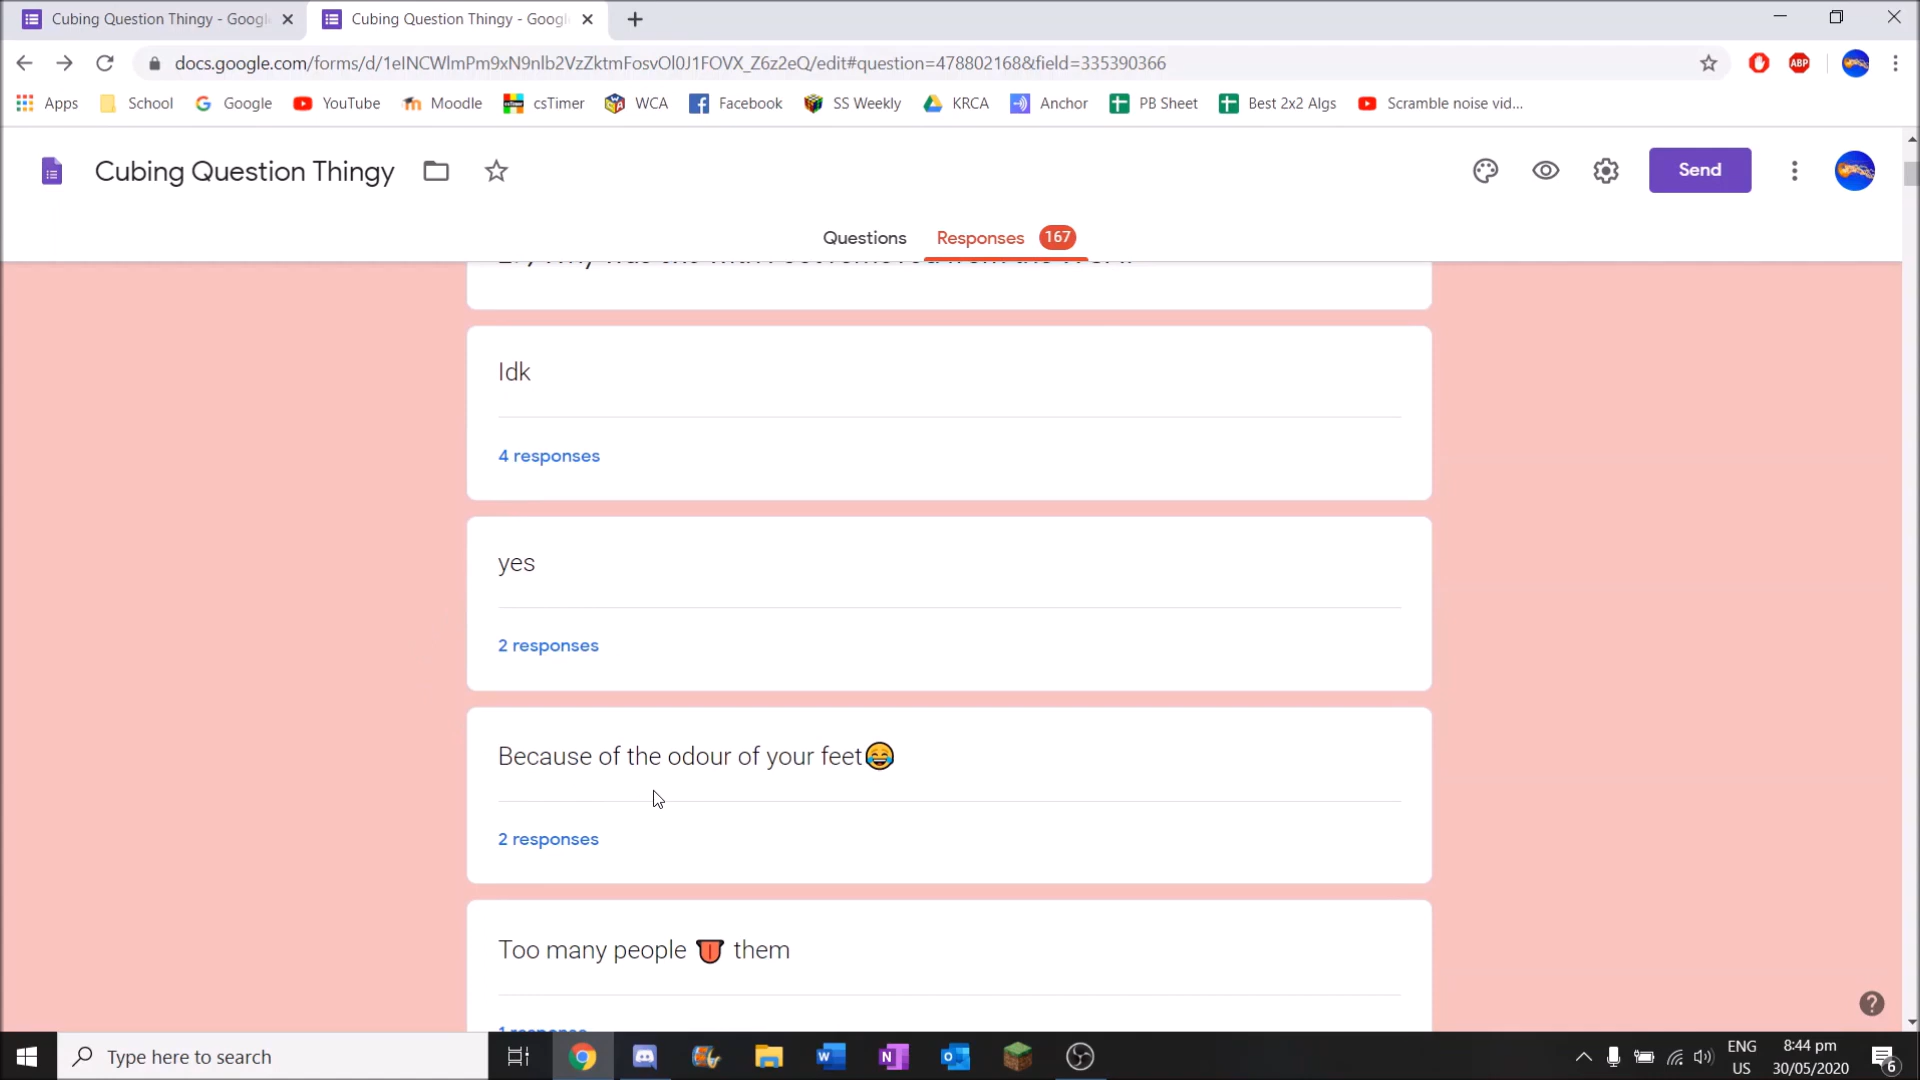 Cubing Question Thingy - Googl
Cubing Question Thingy - Googl
docs.google.com/forms/d/1eINCWlmPm9xN9nlb2VzZktmFosvOl0J1FOVX_Z6z2eQ/edit#question=478802168&field=335390366
ABP
Apps School Google YouTube Moodle csTimer WCA Facebook SS Weekly KRCA Anchor PB Sheet Best 2x2 Algs Scramble noise vid...
Cubing Question Thingy
Send
Questions Responses 167
Idk
4 responses
yes
2 responses
Because of the odour of your feet😂
2 responses
Too many people 👅 them
1 response
Type here to search
ENG
US
8:44 pm
30/05/2020
6